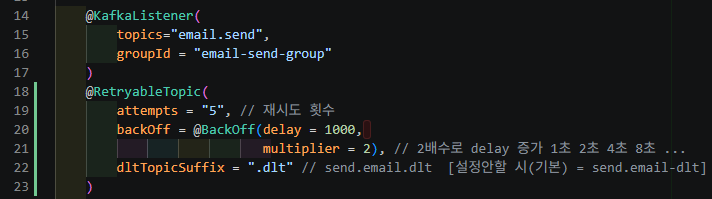 14 @KafkaListener(
15 topics="email.send",
16 groupId = "email-send-group"
17 )
18 @RetryableTopic(
19 attempts = "5", // 재시도 횟수
20 backOff = @BackOff(delay = 1000,
21 multiplier = 2), // 2배수로 delay 증가 1초 2초 4초 8초 ...
22 dltTopicSuffix = ".dlt" // send.email.dlt [설정안할 시(기본) = send.email-dlt]
23 )